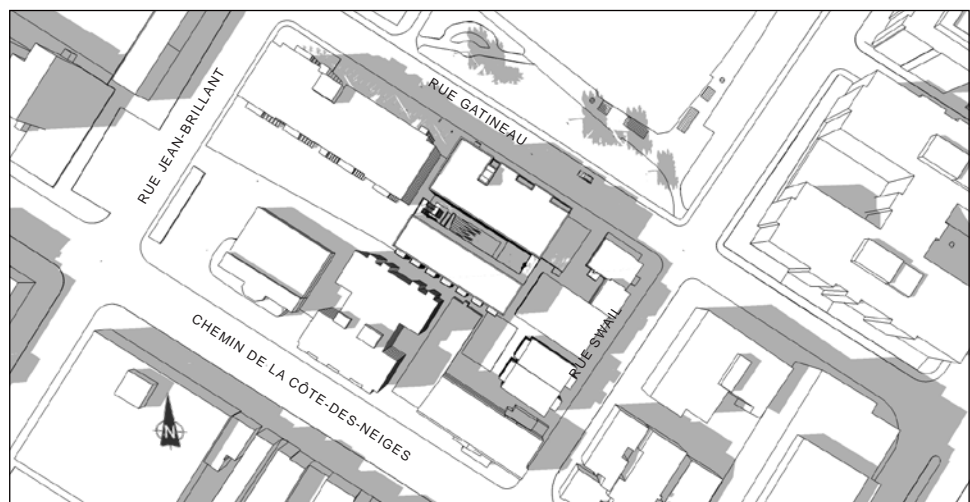 RUE JEAN-BRILLANT
RUE GATINEAU
RUE SWAIL
CHEMIN DE LA CÔTE-DES-NEIGES
N